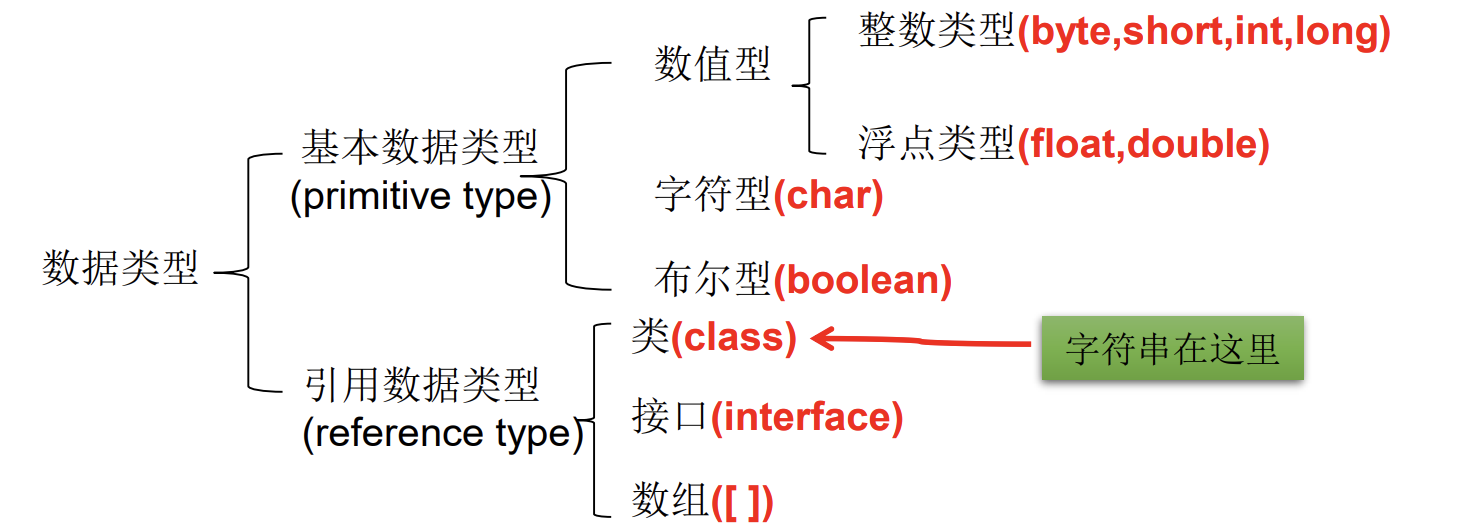 数据类型
基本数据类型
(primitive type)
数值型
整数类型(byte,short,int,long)
浮点类型(float,double)
字符型(char)
布尔型(boolean)
引用数据类型
(reference type)
类(class)
字符串在这里
接口(interface)
数组([ ])